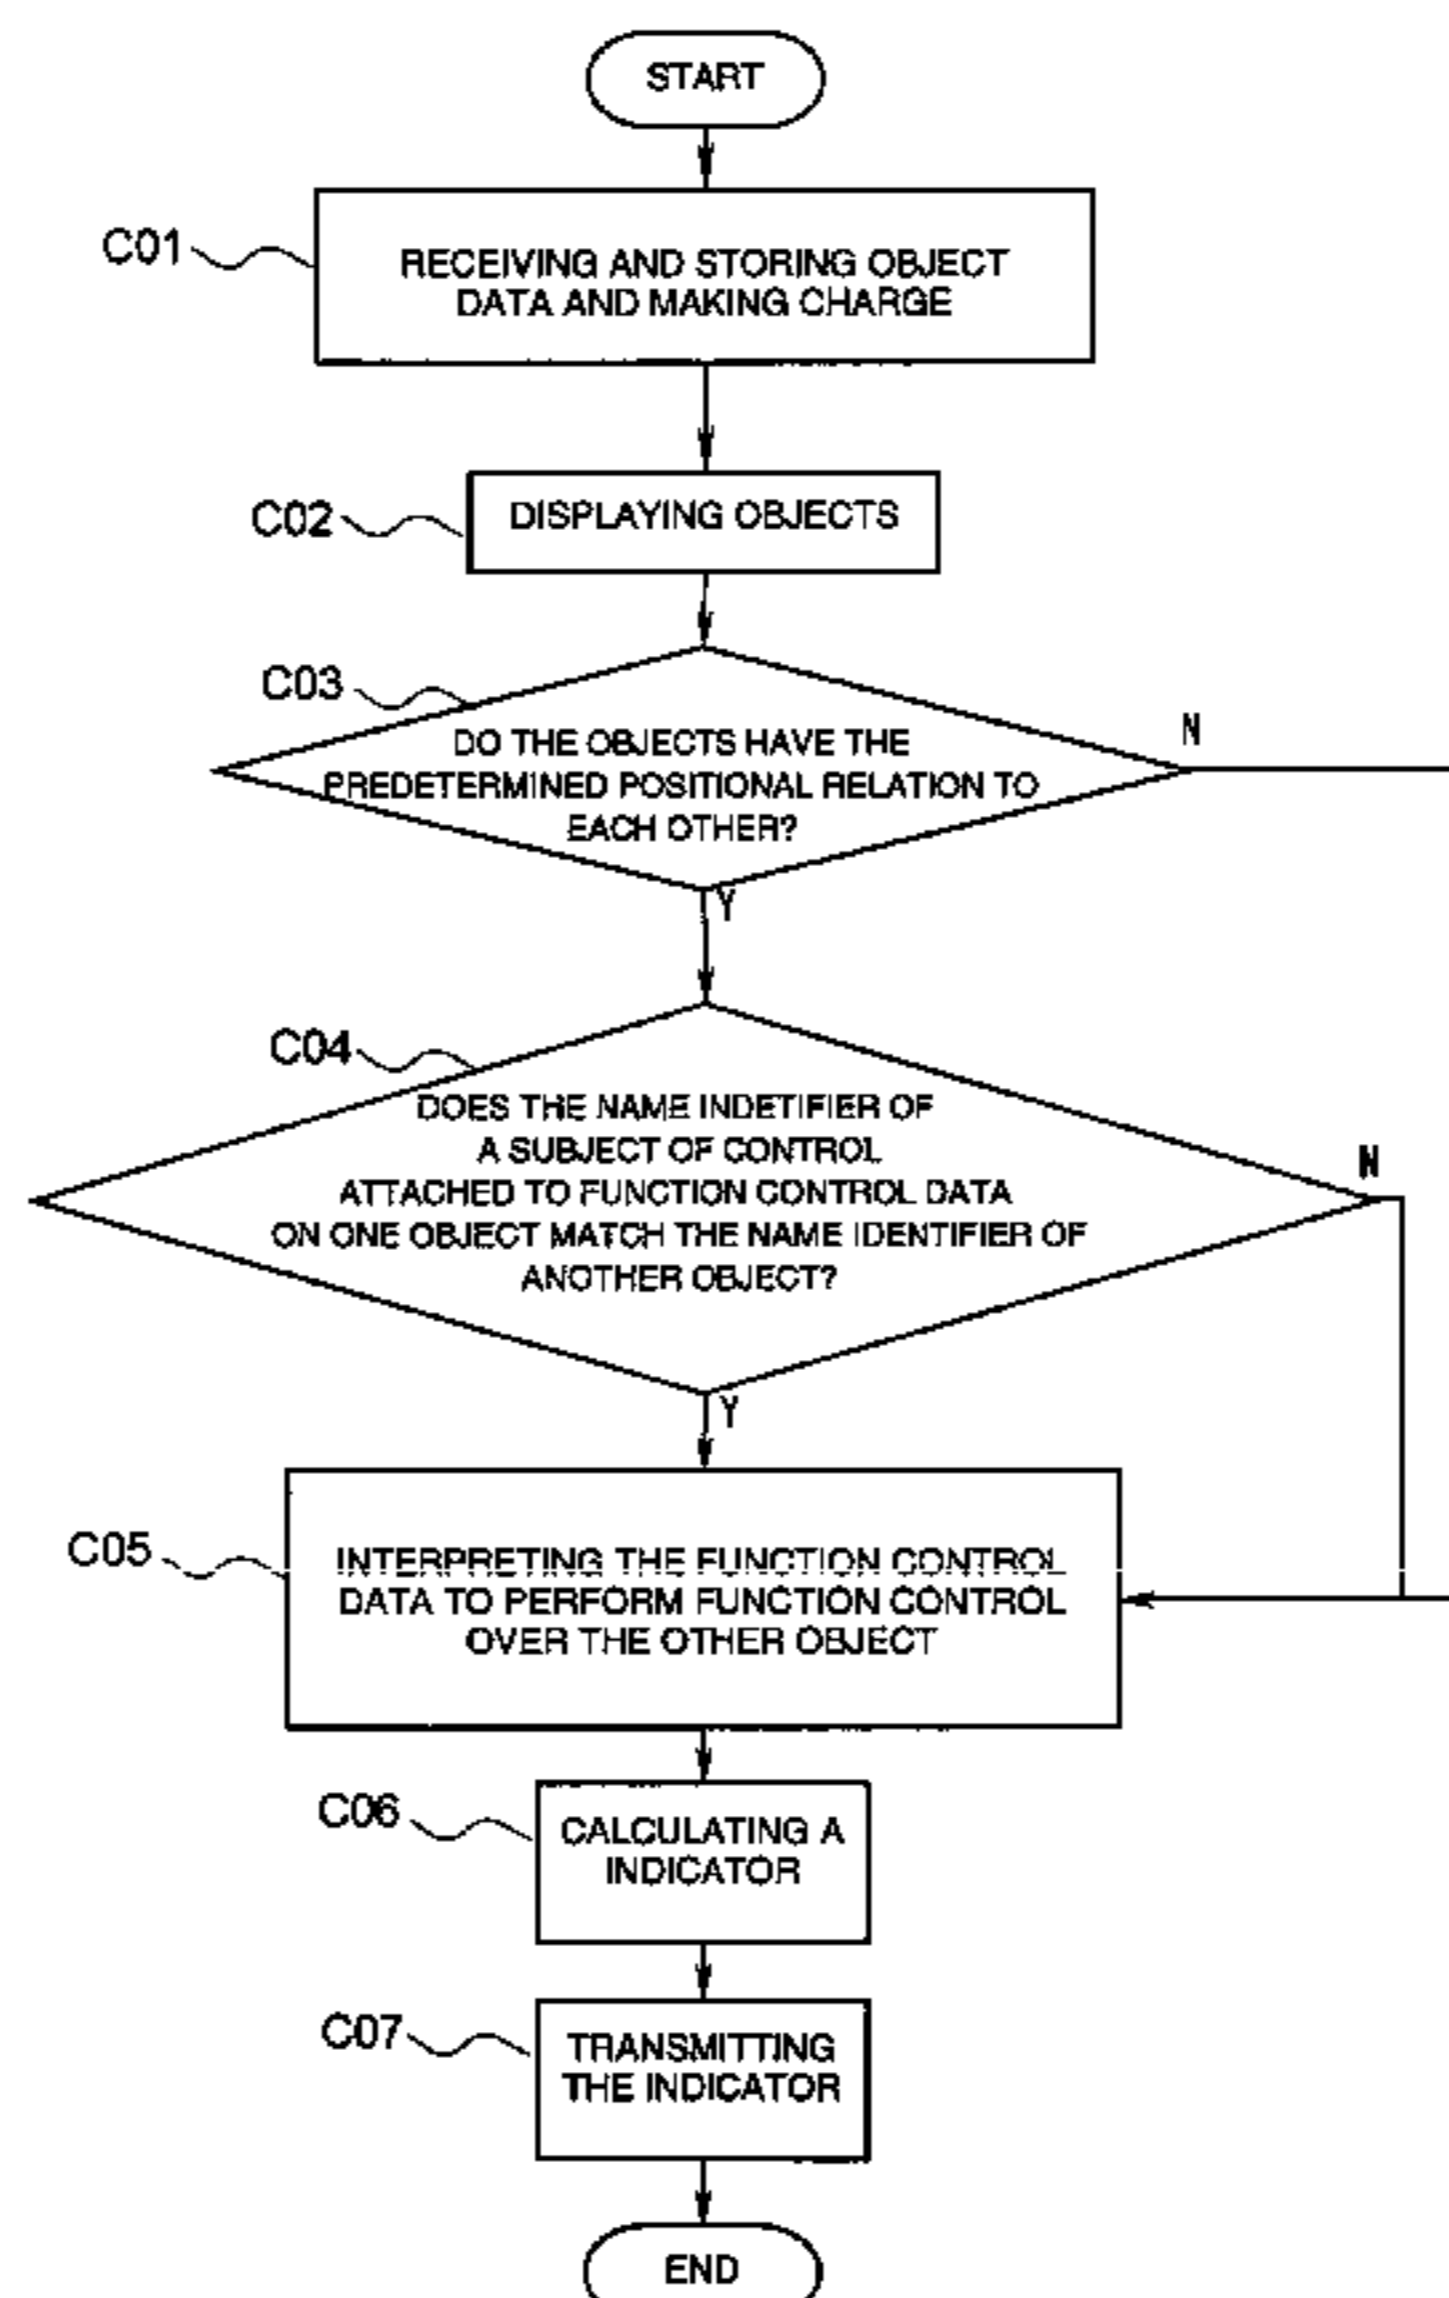 START
C01
RECEIVING AND STORING OBJECT
DATA AND MAKING CHARGE
C02
DISPLAYING OBJECTS
C03
DO THE OBJECTS HAVE THE
PREDETERMINED POSITIONAL RELATION TO
EACH OTHER?
N
Y
C04
DOES THE NAME INDETIFIER OF
A SUBJECT OF CONTROL
ATTACHED TO FUNCTION CONTROL DATA
ON ONE OBJECT MATCH THE NAME IDENTIFIER OF
ANOTHER OBJECT?
N
Y
C05
INTERPRETING THE FUNCTION CONTROL
DATA TO PERFORM FUNCTION CONTROL
OVER THE OTHER OBJECT
C06
CALCULATING A
INDICATOR
C07
TRANSMITTING
THE INDICATOR
END